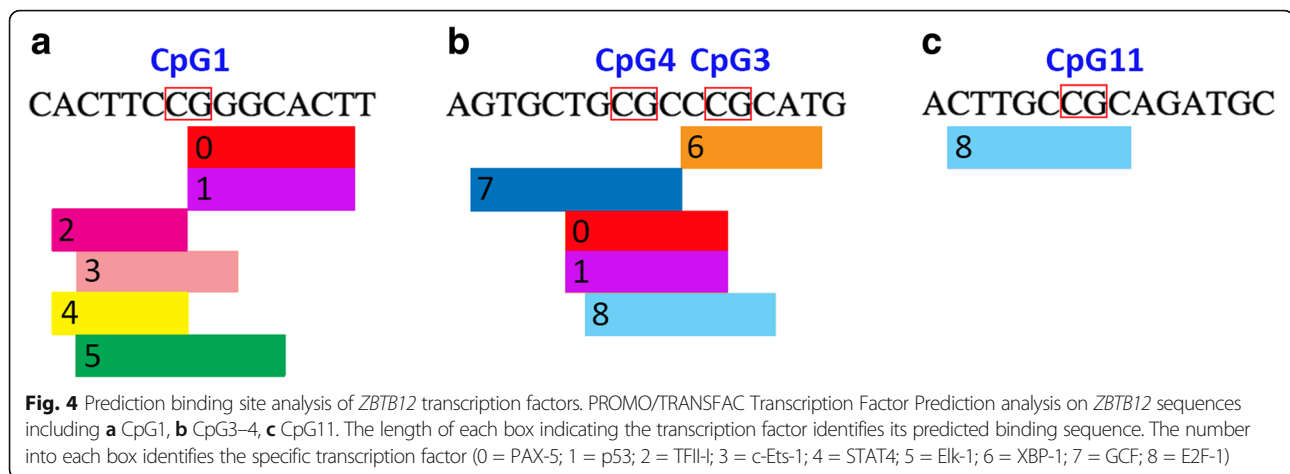 a b c
CpG1 CpG4 CpG3 CpG11
CACTTCCGGGCACTT AGTGCTGCGCCCGCATG ACTTGCCGCAGATGC
0 6 8
1 7
2 0
3 1
4 8
5
Fig. 4 Prediction binding site analysis of ZBTB12 transcription factors. PROMO/TRANSFAC Transcription Factor Prediction analysis on ZBTB12 sequences
including a CpG1, b CpG3–4, c CpG11. The length of each box indicating the transcription factor identifies its predicted binding sequence. The number
into each box identifies the specific transcription factor (0 = PAX-5; 1 = p53; 2 = TFII-I; 3 = c-Ets-1; 4 = STAT4; 5 = Elk-1; 6 = XBP-1; 7 = GCF; 8 = E2F-1)